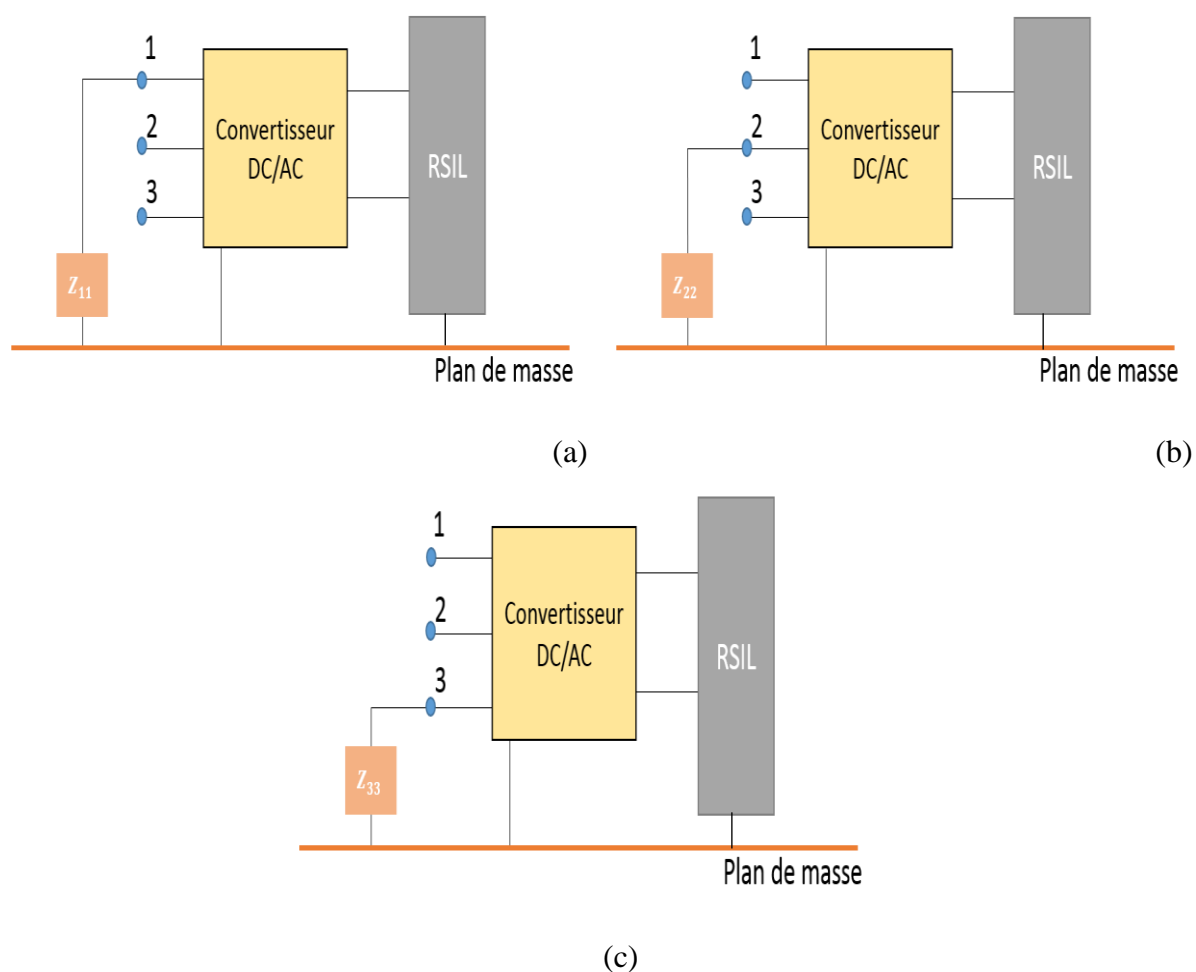 1
2
3
Convertisseur
DC/AC
RSIL
Z11
Plan de masse
(a)
1
2
3
Convertisseur
DC/AC
RSIL
Z22
Plan de masse
(b)
1
2
3
Convertisseur
DC/AC
RSIL
Z33
Plan de masse
(c)